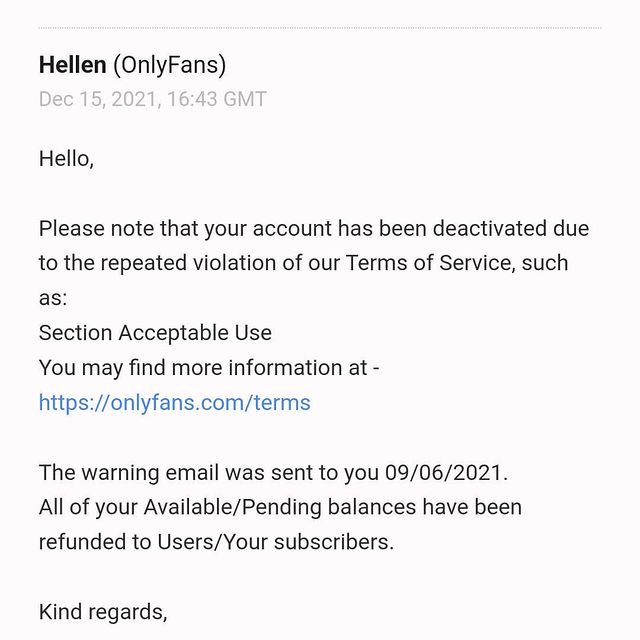 Hellen (OnlyFans)
Dec 15, 2021, 16:43 GMT
Hello,
Please note that your account has been deactivated due
to the repeated violation of our Terms of Service, such
as:
Section Acceptable Use
You may find more information at -
https://onlyfans.com/terms
The warning email was sent to you 09/06/2021.
All of your Available/Pending balances have been
refunded to Users/Your subscribers.
Kind regards,